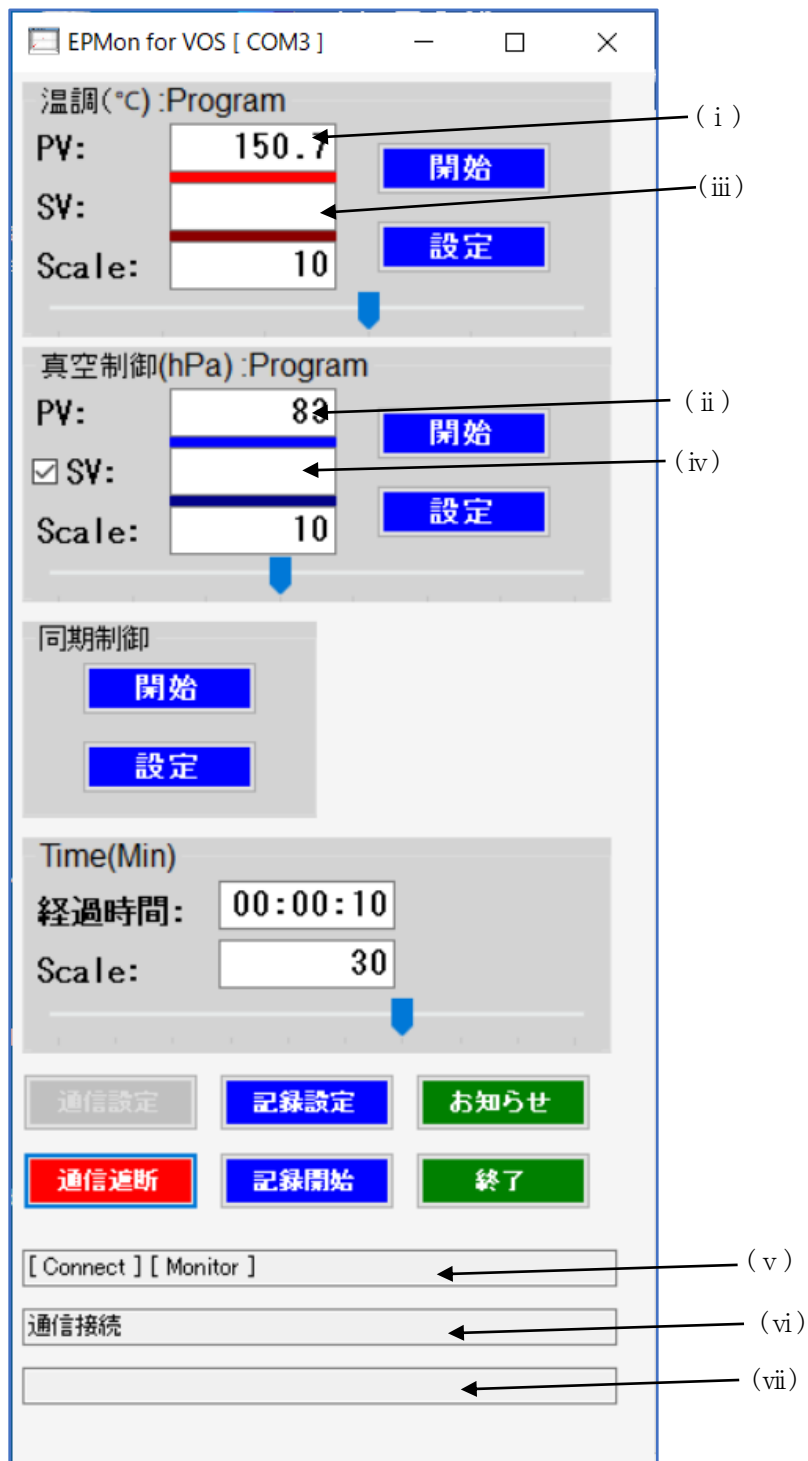 EPMon for VOS [ COM3 ]
温調(℃) :Program
PV: 150.7 (ⅰ)
開始
SV: (ⅲ)
設定
Scale: 10
真空制御(hPa) :Program
PV: 83 (ⅱ)
開始
SV: (ⅳ)
設定
Scale: 10
同期制御
開始
設定
Time(Min)
経過時間: 00:00:10
Scale: 30
通信設定 記録設定 お知らせ
通信遮断 記録開始 終了
[ Connect ] [ Monitor ] (ⅴ)
通信接続 (ⅵ)
(ⅶ)